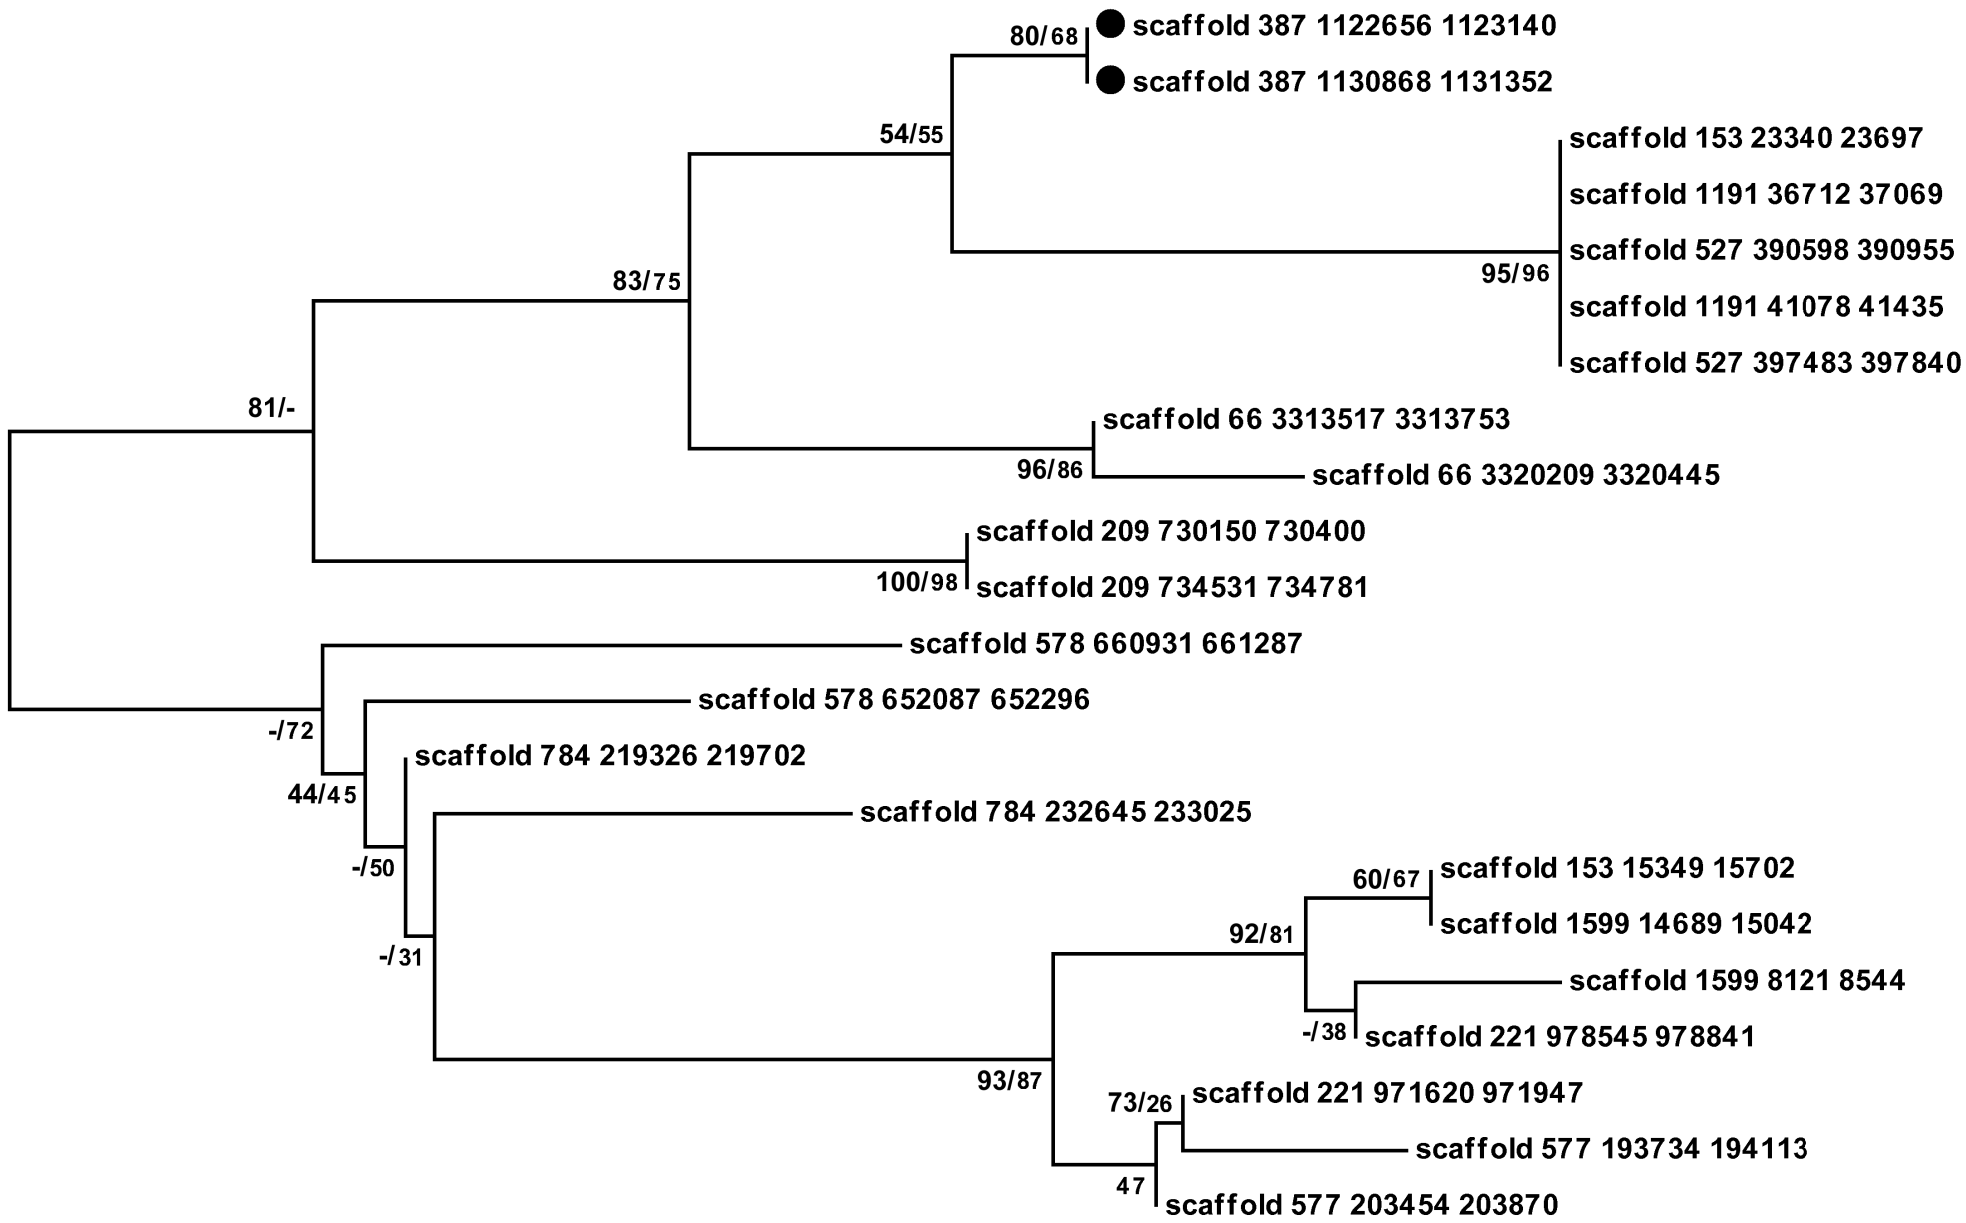 80/68
scaffold 387 1122656 1123140
scaffold 387 1130868 1131352
54/55
scaffold 153 23340 23697
scaffold 1191 36712 37069
scaffold 527 390598 390955
95/96
scaffold 1191 41078 41435
scaffold 527 397483 397840
83/75
81/-
scaffold 66 3313517 3313753
96/86
scaffold 66 3320209 3320445
scaffold 209 730150 730400
100/98
scaffold 209 734531 734781
scaffold 578 660931 661287
scaffold 578 652087 652296
-/72
scaffold 784 219326 219702
44/45
scaffold 784 232645 233025
-/50
scaffold 153 15349 15702
60/67
scaffold 1599 14689 15042
92/81
-/31
scaffold 1599 8121 8544
-/38
scaffold 221 978545 978841
93/87
scaffold 221 971620 971947
73/26
scaffold 577 193734 194113
47
scaffold 577 203454 203870